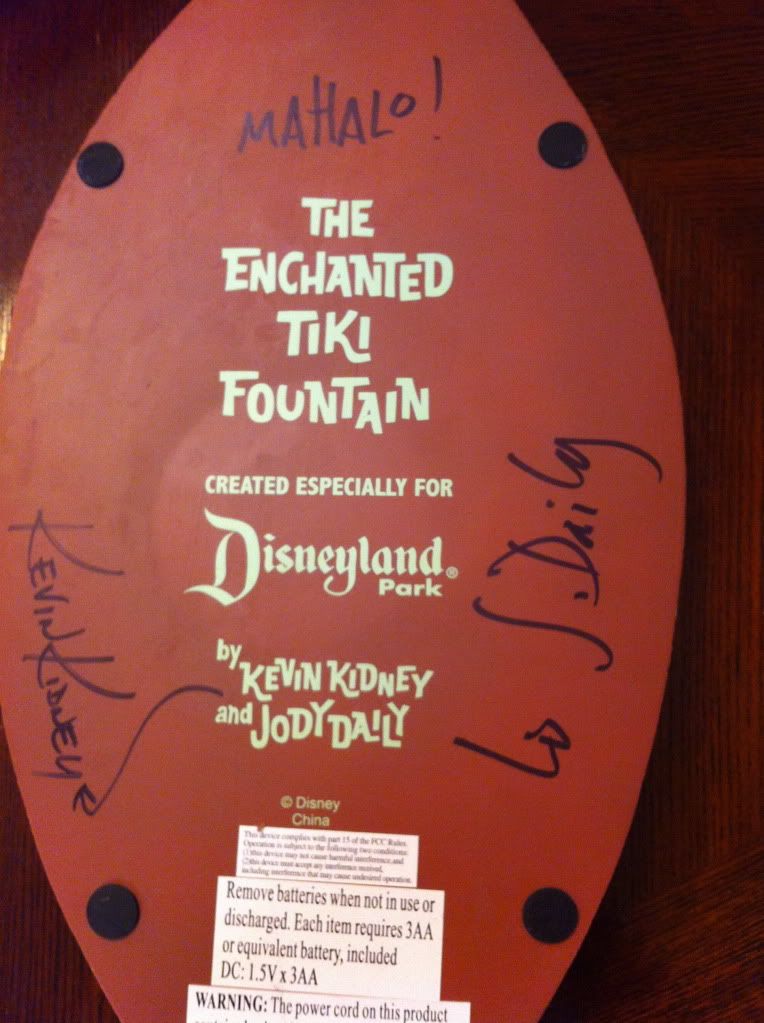 MAHALO!
THE
ENCHANTED
TIKI
FOUNTAIN
CREATED ESPECIALLY FOR
Disneyland®
Park
by KEVIN KIDNEY
and JODY DAILY
KEVIN KIDNEY
J. Daily
© Disney
China
This device complies with part 15 of the FCC Rules.
Operation is subject to the following two conditions:
(1)this device may not cause harmful interference,and
(2)this device must accept any interference received,
including interference that may cause undesired operation.
Remove batteries when not in use or
discharged. Each item requires 3AA
or equivalent battery, included
DC: 1.5V x 3AA
WARNING: The power cord on this product